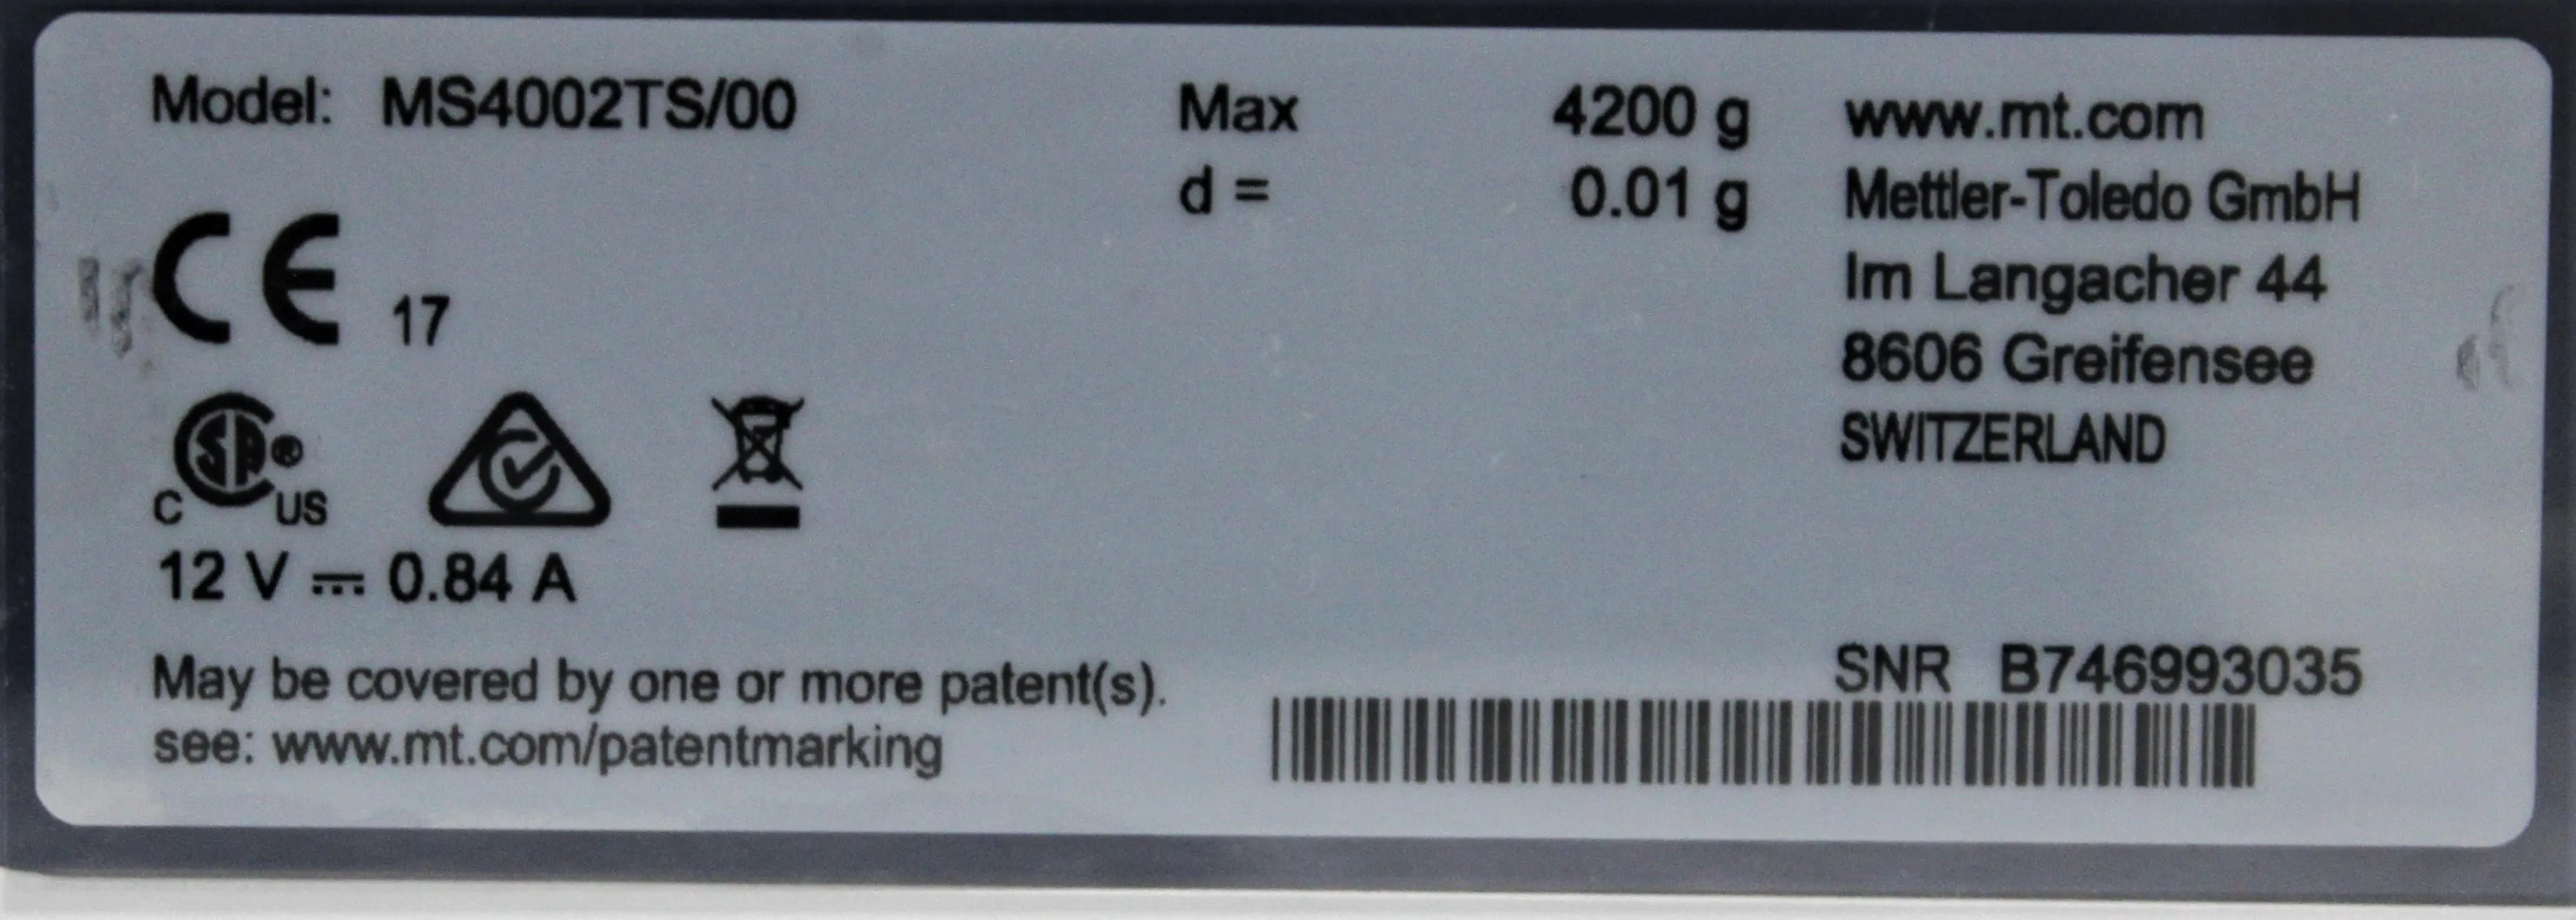 Model: MS4002TS/00
Max 4200 g
d = 0.01 g
www.mt.com
Mettler-Toledo GmbH
Im Langacher 44
8606 Greifensee
SWITZERLAND
CE 17
C SA® US
12 V ⎓ 0.84 A
May be covered by one or more patent(s).
see: www.mt.com/patentmarking
SNR B746993035